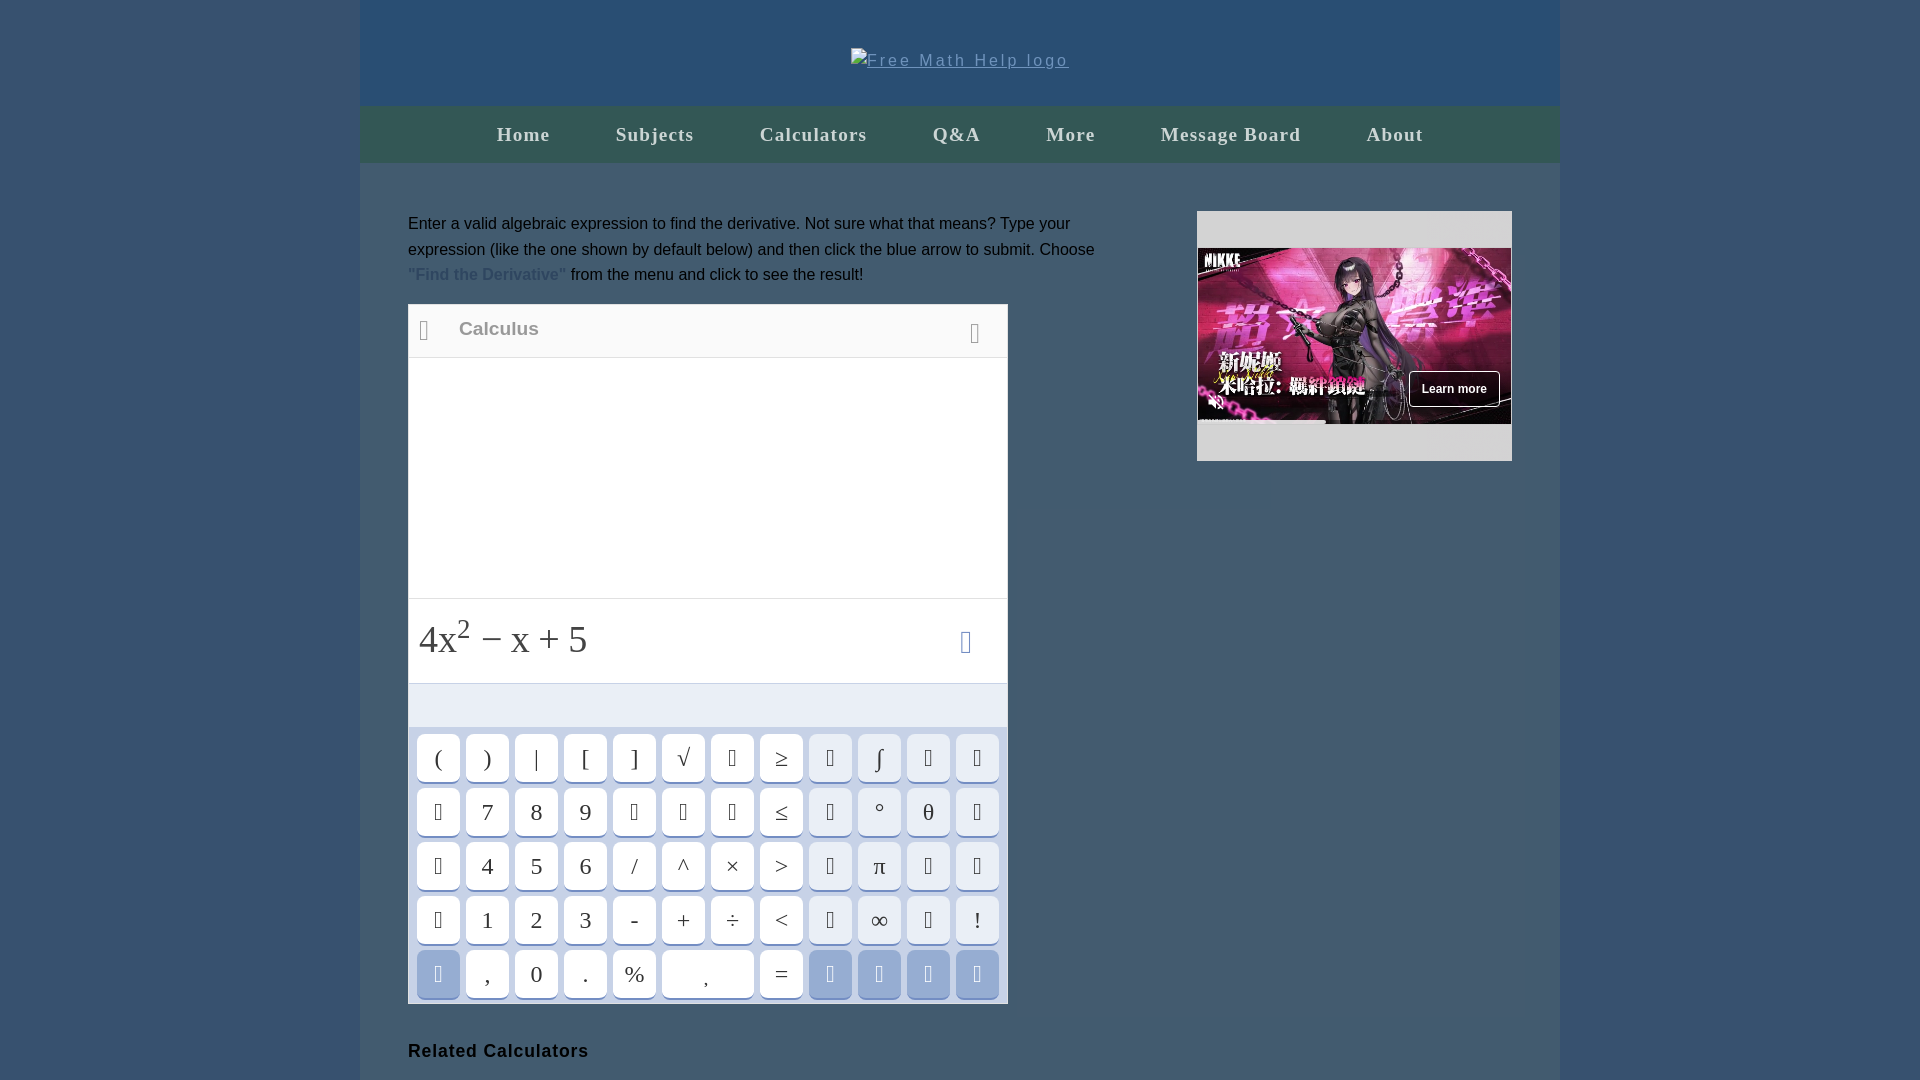 Free Math Help logo
Home Subjects Calculators Q&A More Message Board About
Enter a valid algebraic expression to find the derivative. Not sure what that means? Type your
expression (like the one shown by default below) and then click the blue arrow to submit. Choose
"Find the Derivative" from the menu and click to see the result!
NIKKE
新妮姬
米哈拉: 羈絆鎖鏈
Learn more
Calculus
4x² − x + 5
( ) | [ ] √ ≥ ∫
7 8 9 ≤ ° θ
4 5 6 / ^ × > π
1 2 3 - + ÷ < ∞ !
, 0 . % , =
Related Calculators